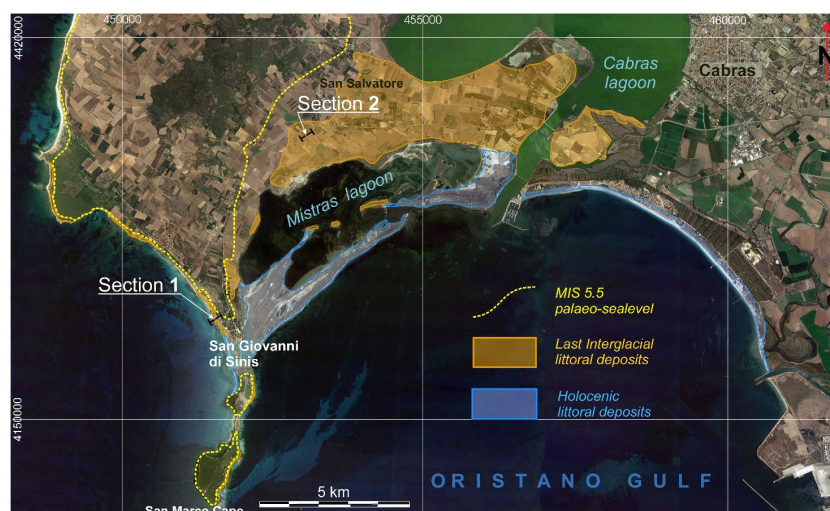 450000
455000
460000
4420000
N
Cabras
lagoon
Cabras
San Salvatore
Section 2
Mistras lagoon
Section 1
MIS 5.5
palaeo-sealevel
San Giovanni
di Sinis
Last Interglacial
littoral deposits
Holocenic
littoral deposits
4150000
ORISTANO GULF
5 km
San Marco Cape